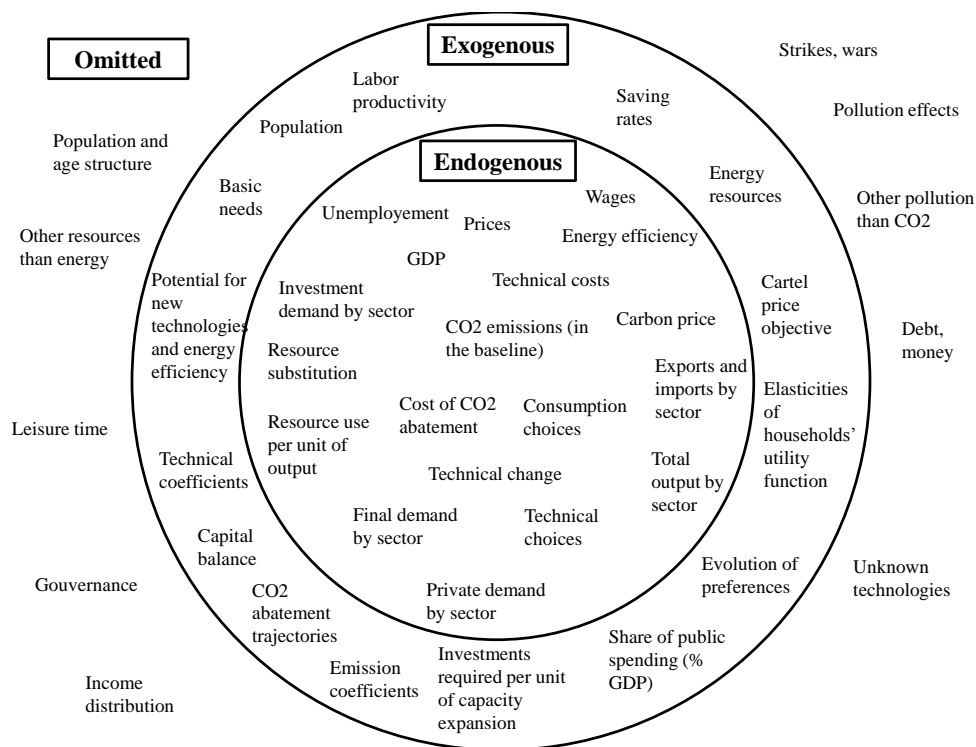 Omitted
Exogenous
Strikes, wars
Labor
productivity
Saving
rates
Pollution effects
Population
Population and
age structure
Endogenous
Basic
needs
Wages
Energy
resources
Other pollution
than CO2
Unemployement
Prices
Energy efficiency
Other resources
than energy
GDP
Technical costs
Potential for
new
technologies
and energy
efficiency
Investment
demand by sector
Cartel
price
objective
CO2 emissions (in
the baseline)
Carbon price
Debt,
money
Resource
substitution
Exports and
imports by
sector
Elasticities of
households’
utility
function
Cost of CO2
abatement
Consumption
choices
Leisure time
Resource use
per unit of
output
Technical
coefficients
Technical change
Total
output by
sector
Final demand
by sector
Technical
choices
Capital
balance
Evolution of
preferences
Unknown
technologies
Gouvernance
CO2
abatement
trajectories
Private demand
by sector
Share of public
spending (%
GDP)
Income
distribution
Emission
coefficients
Investments
required per unit
of capacity
expansion